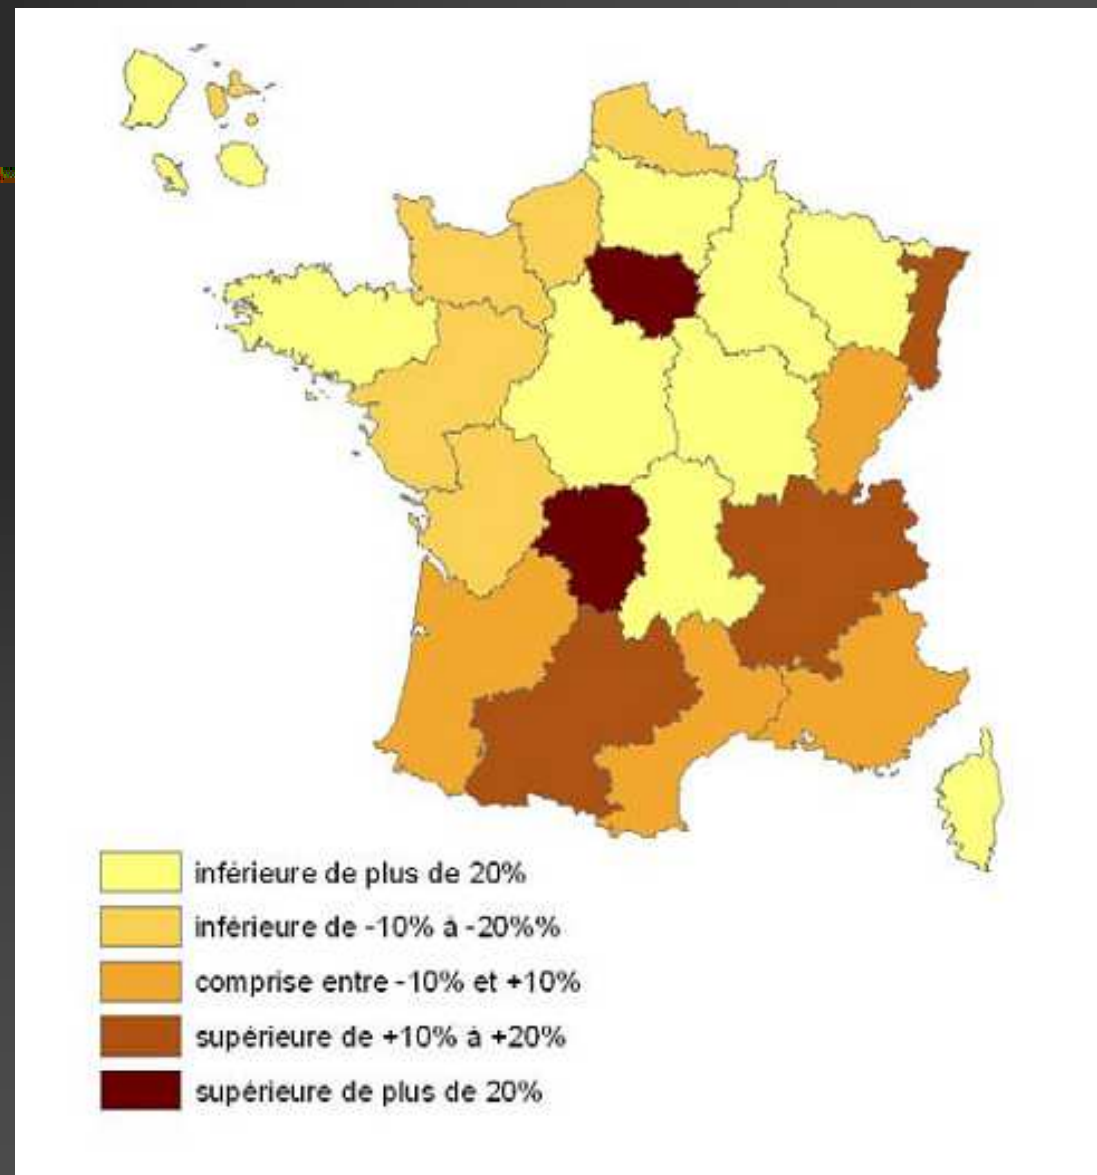 inférieure de plus de 20%
inférieure de -10% à -20%%
comprise entre -10% et +10%
supérieure de +10% à +20%
supérieure de plus de 20%